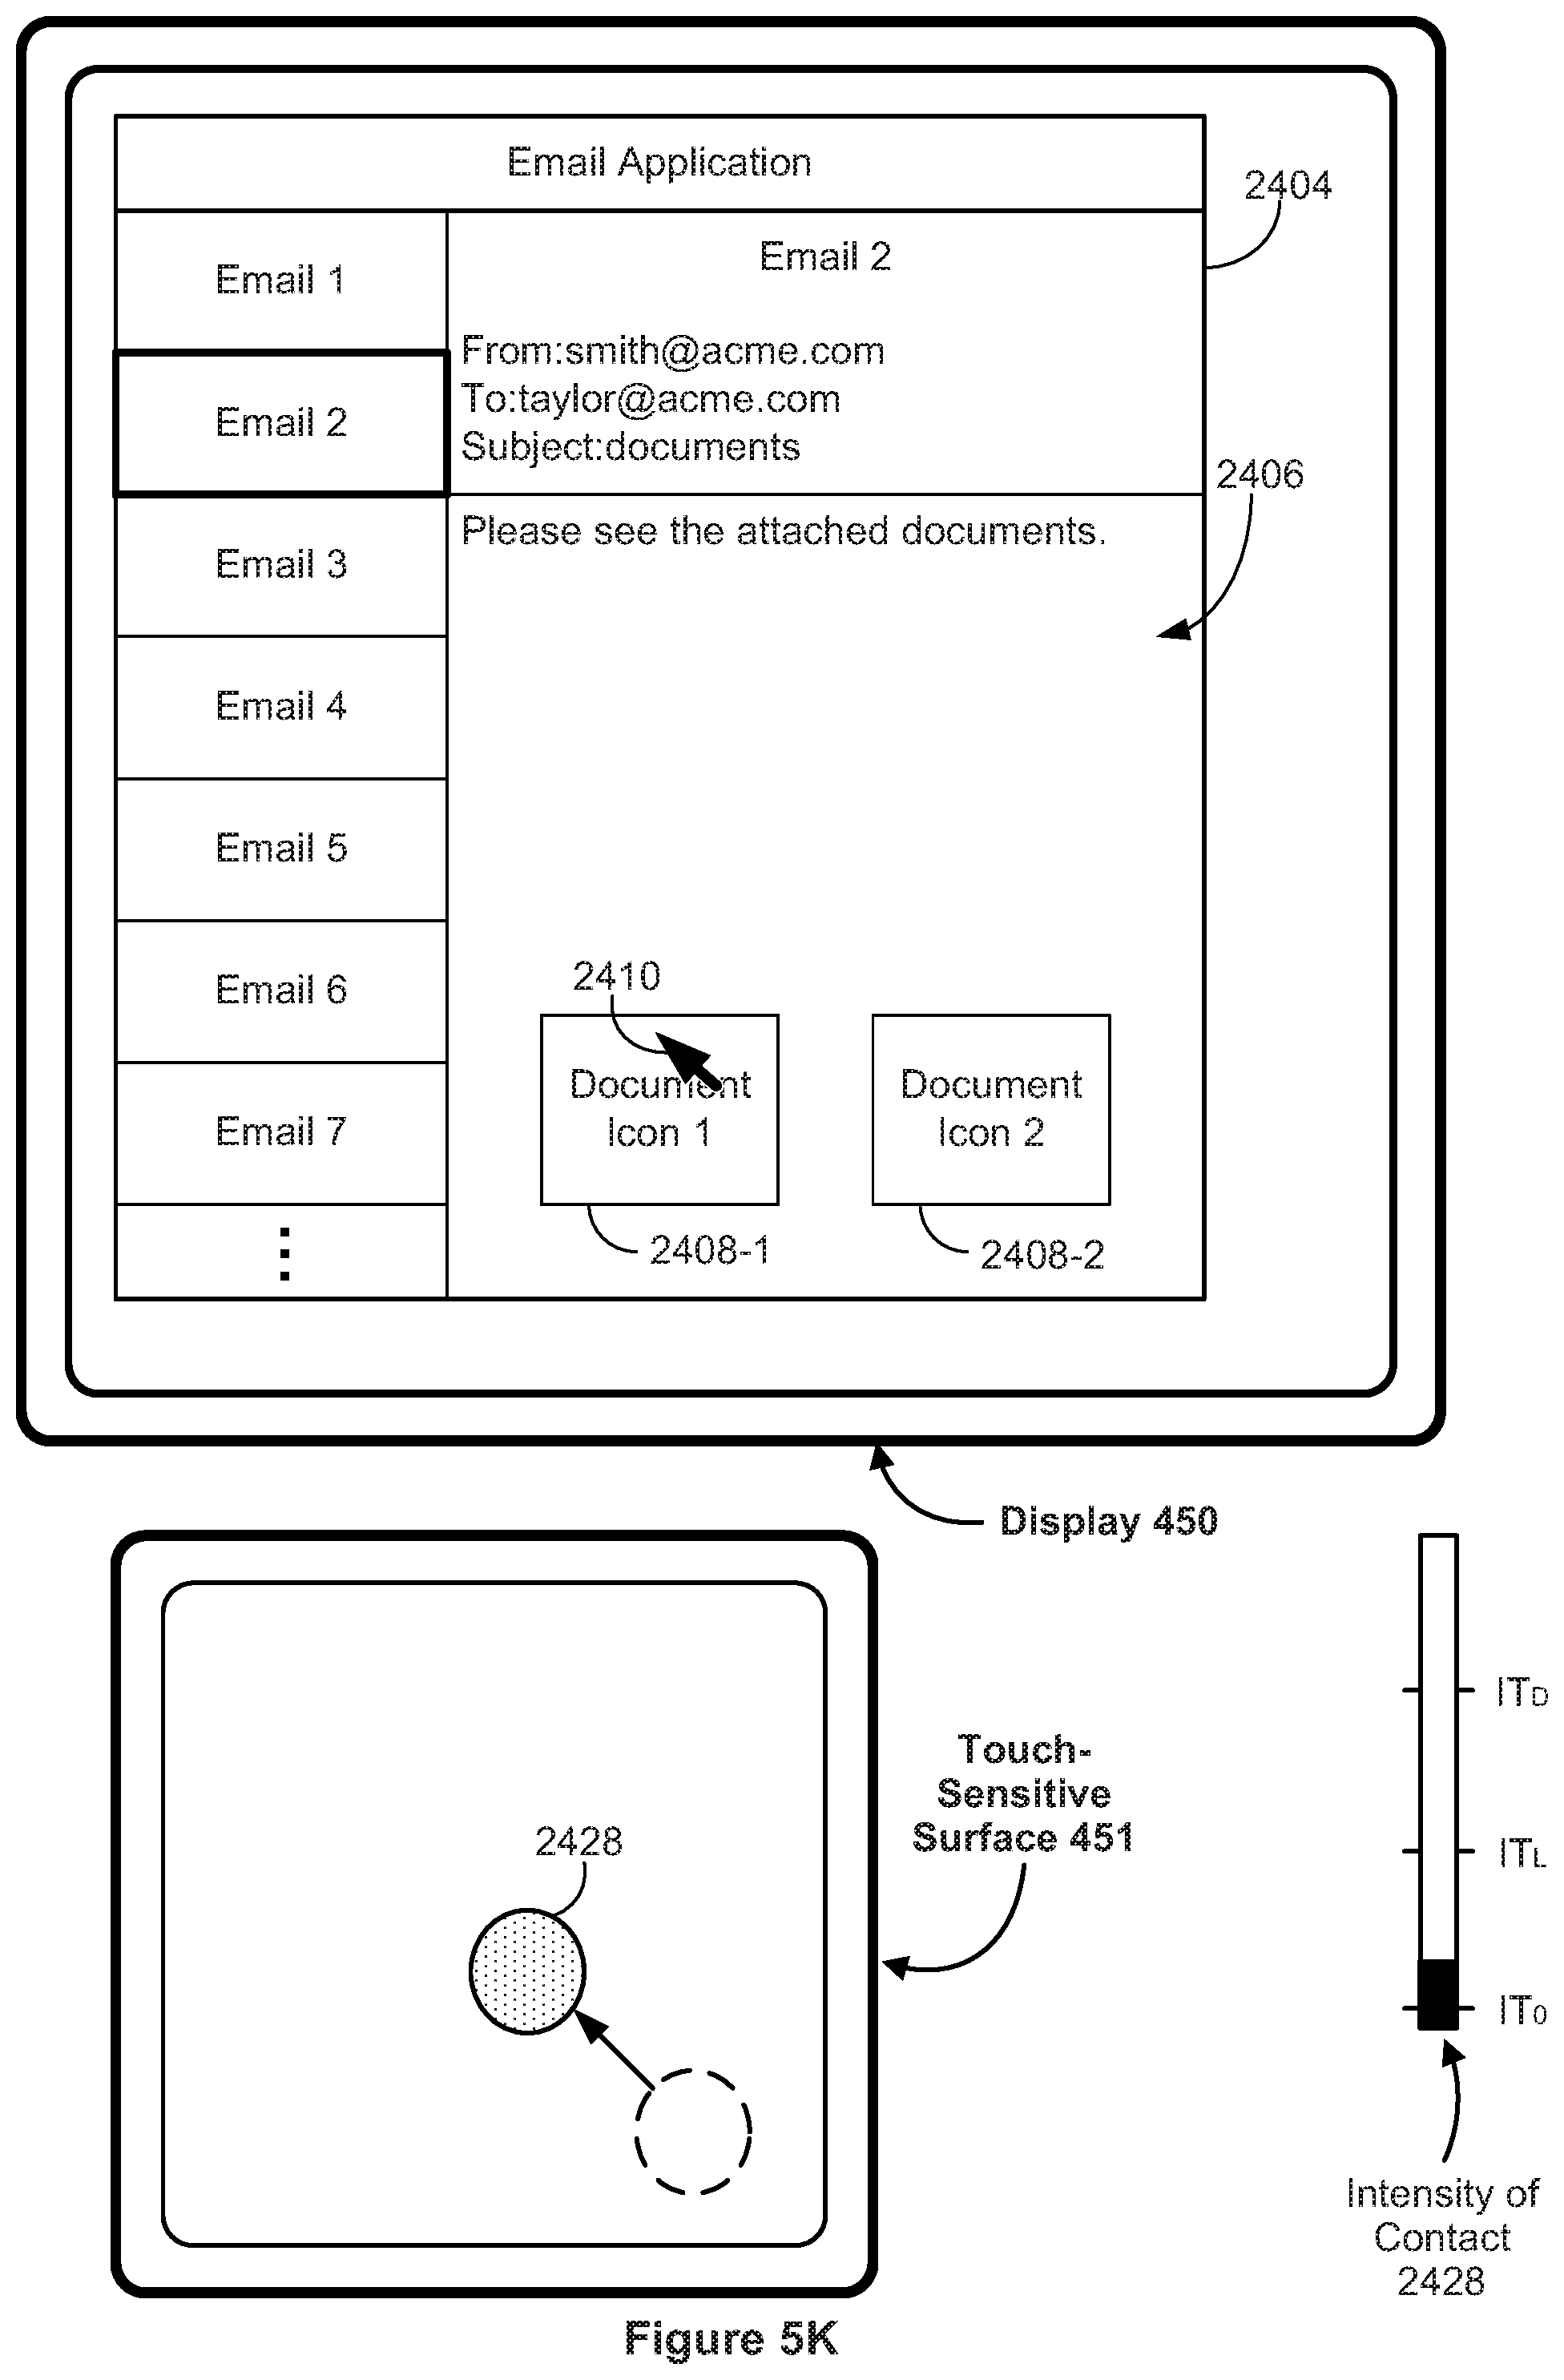 Email Application
2404
Email 1
Email 2
From:smith@acme.com
To:taylor@acme.com
Subject:documents
Email 2
2406
Please see the attached documents.
Email 3
Email 4
Email 5
Email 6
2410
Document
Icon 1
Document
Icon 2
Email 7
2408-1
2408-2
Display 450
Touch-
Sensitive
Surface 451
2428
ITD
ITL
IT0
Intensity of
Contact
2428
Figure 5K